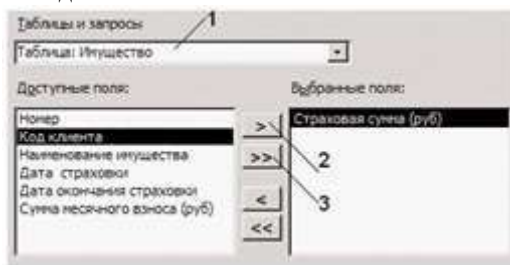 Таблицы и запросы
1
Таблица: Имущество
Доступные поля:
Выбранные поля:
Номер
Код клиента
Наименование имущества
Дата страховки
Дата окончания страховки
Сумма месячного взноса (руб)
>
>>
<
<<
Страховая сумма (руб)
2
3